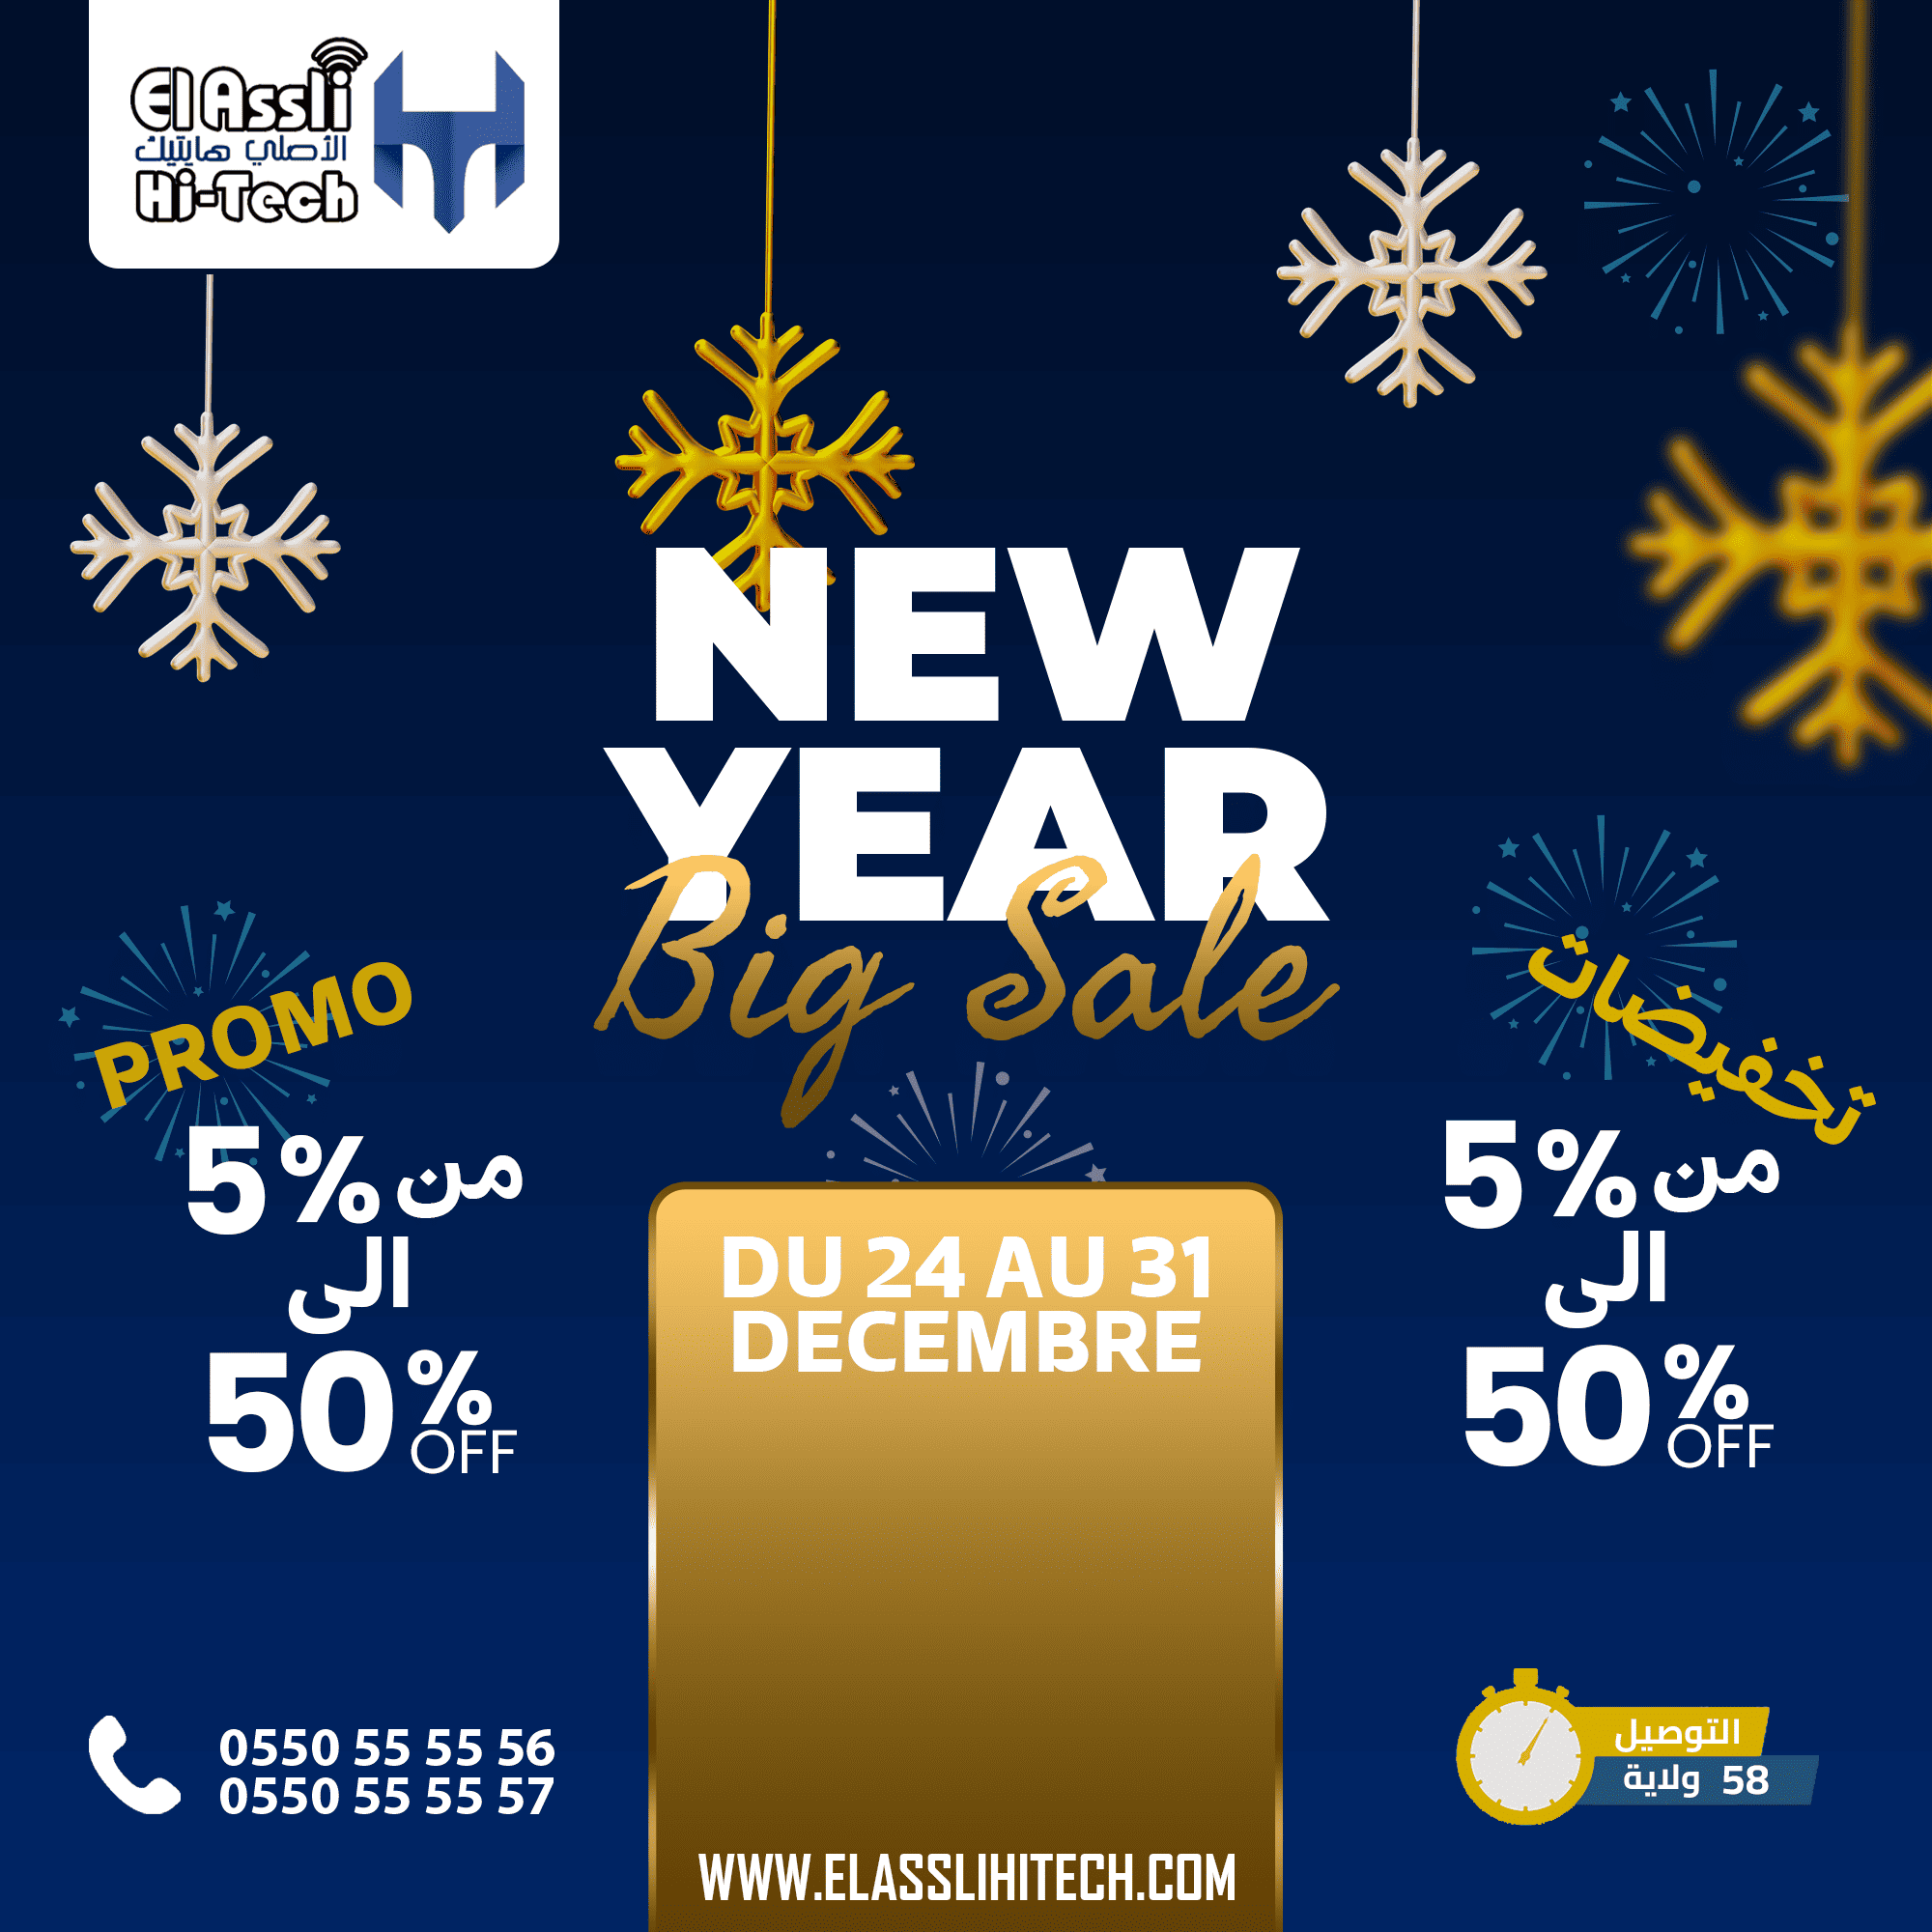 El Assli
الأصلي هايتيك
Hi-Tech
NEW
YEAR
Big Sale
PROMO
من 5%
الى
50%
OFF
تخفيضات
من 5%
الى
50%
OFF
DU 24 AU 31
DECEMBRE
0550 55 55 56
0550 55 55 57
التوصيل
58 ولاية
WWW.ELASSLIHITECH.COM